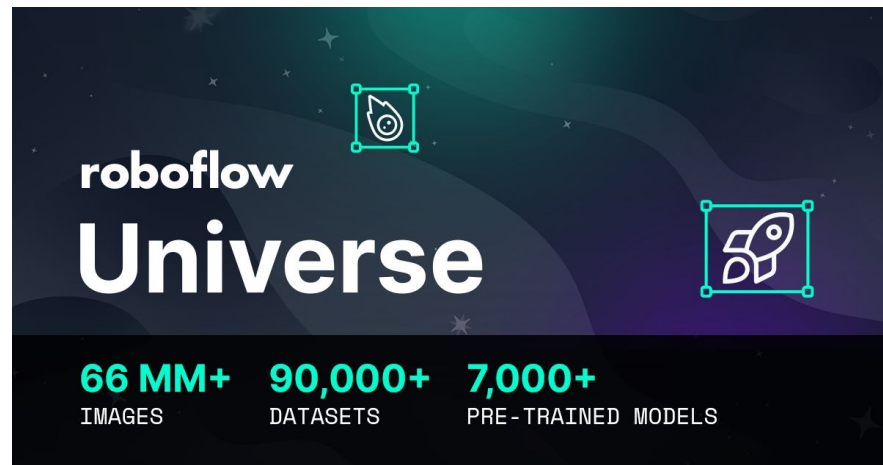 roboflow
Universe
66 MM+ 90,000+ 7,000+
IMAGES DATASETS PRE-TRAINED MODELS